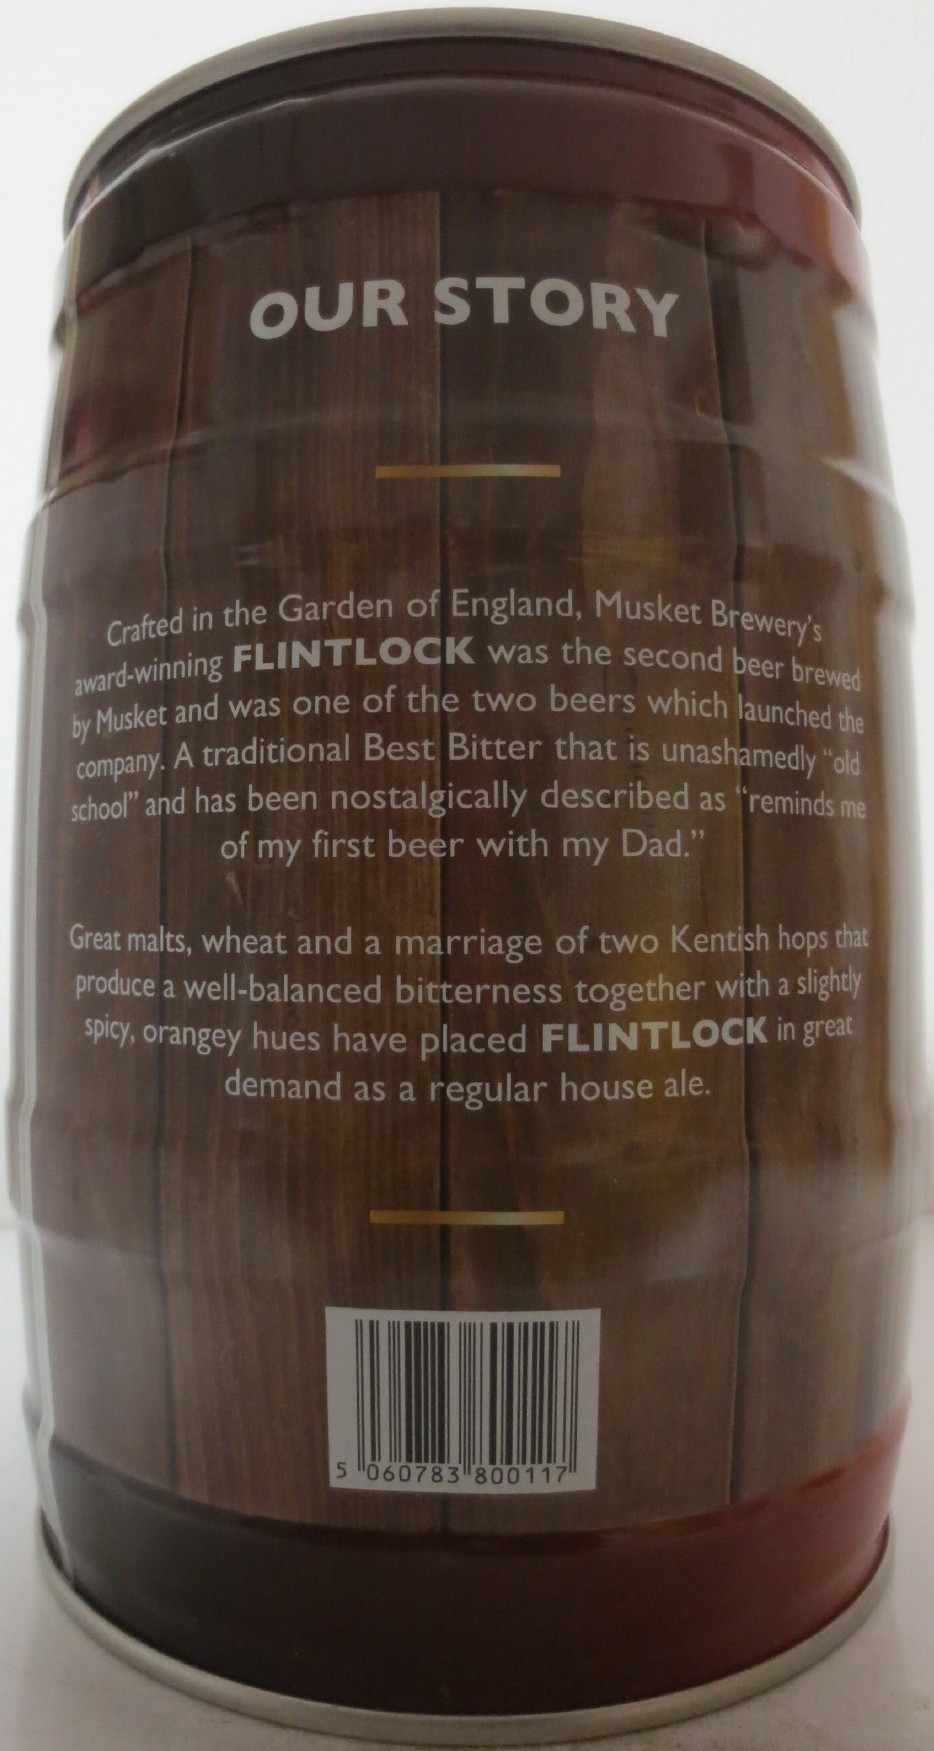 OUR STORY
Crafted in the Garden of England, Musket Brewery's
award-winning FLINTLOCK was the second beer brewed
by Musket and was one of the two beers which launched the
company. A traditional Best Bitter that is unashamedly “old
school” and has been nostalgically described as “reminds me
of my first beer with my Dad.”
Great malts, wheat and a marriage of two Kentish hops that
produce a well-balanced bitterness together with a slightly
spicy, orangey hues have placed FLINTLOCK in great
demand as a regular house ale.
5 060783 800117